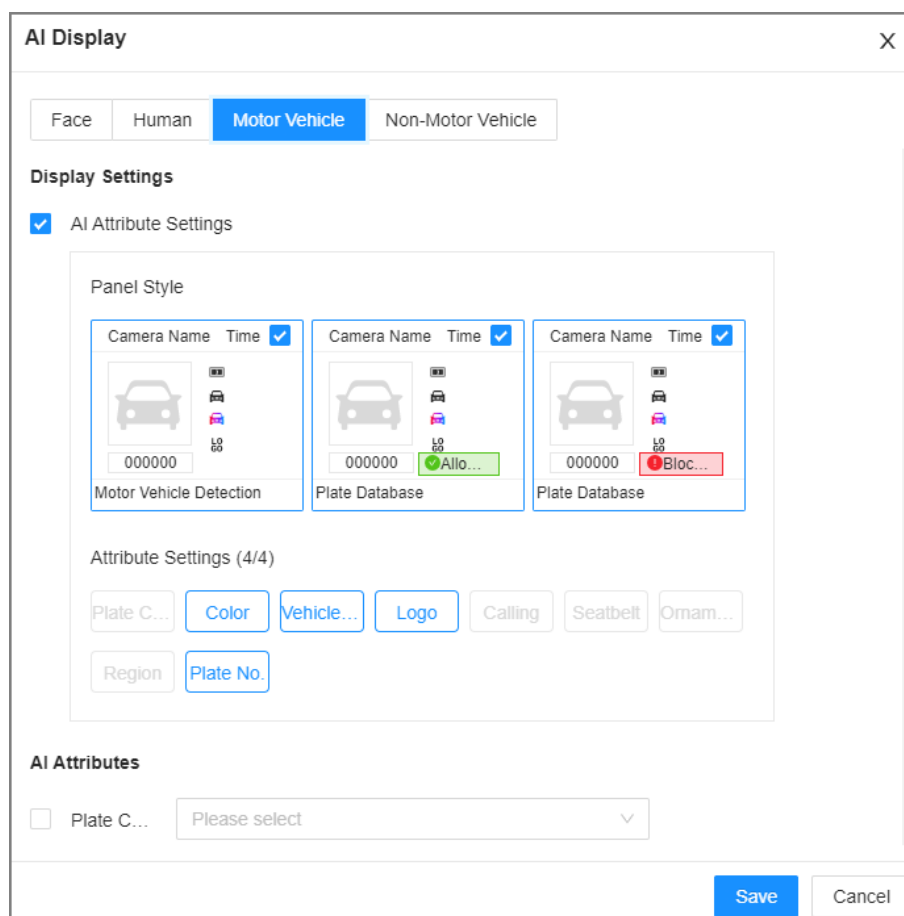 AI Display X
Face Human Motor Vehicle Non-Motor Vehicle
Display Settings
AI Attribute Settings
Panel Style
Camera Name Time Camera Name Time Camera Name Time
LO
GO
LO
GO
LO
GO
000000 000000 Allo... 000000 Bloc...
Motor Vehicle Detection Plate Database Plate Database
Attribute Settings (4/4)
Plate C... Color Vehicle... Logo Calling Seatbelt Ornam...
Region Plate No.
AI Attributes
Plate C... Please select
Save Cancel